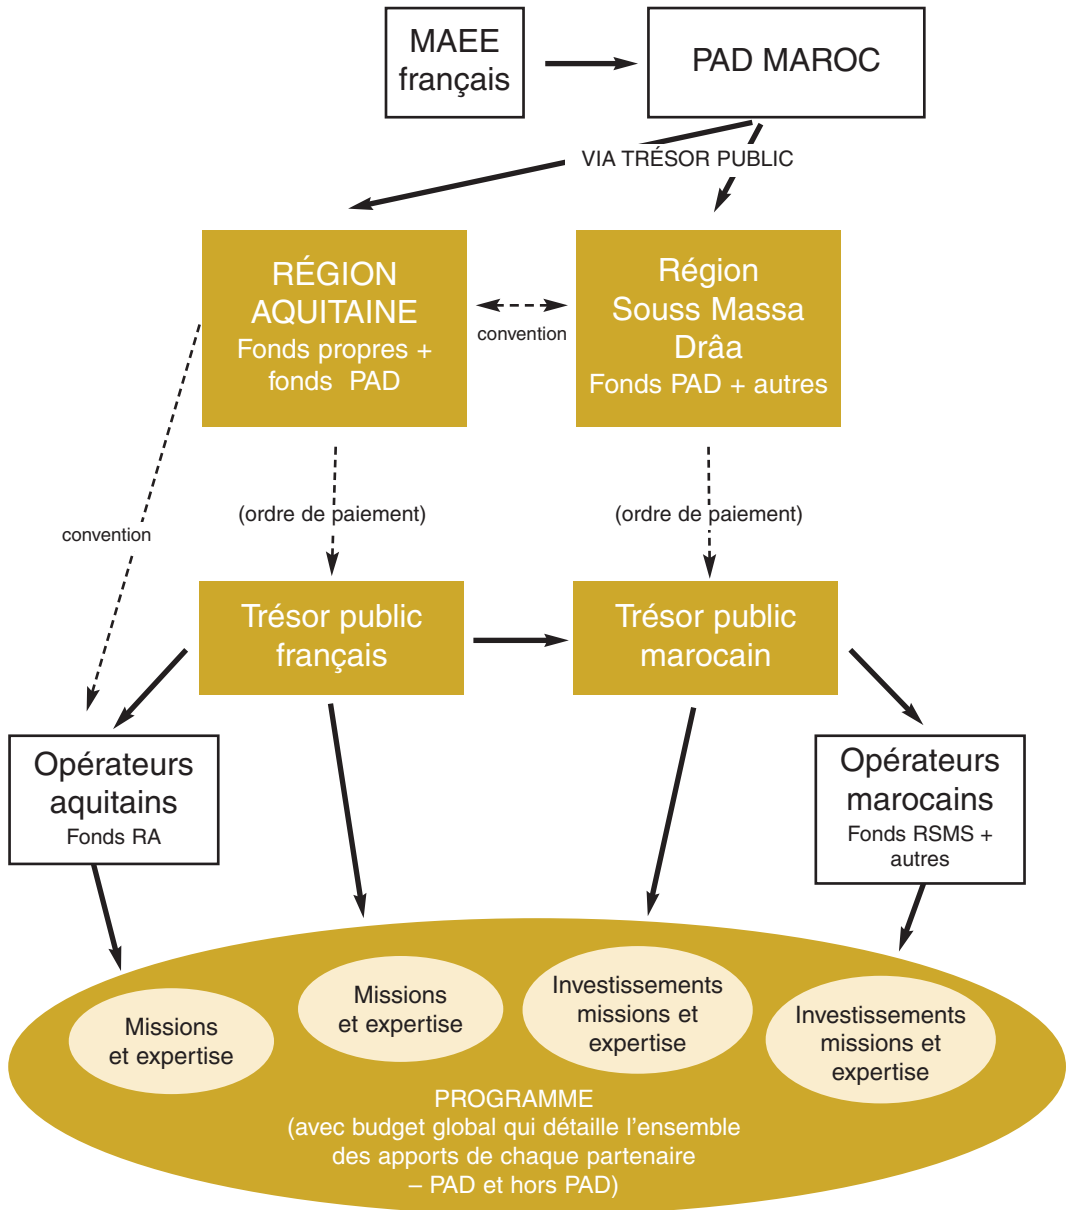 MAEE
français
PAD MAROC
VIA TRÉSOR PUBLIC
RÉGION
AQUITAINE
Fonds propres +
fonds PAD
convention
Région
Souss Massa
Drâa
Fonds PAD + autres
convention
(ordre de paiement)
(ordre de paiement)
Trésor public
français
Trésor public
marocain
Opérateurs
aquitains
Fonds RA
Opérateurs
marocains
Fonds RSMS +
autres
Missions
et expertise
Missions
et expertise
Investissements
missions et
expertise
Investissements
missions et
expertise
PROGRAMME
(avec budget global qui détaille l’ensemble
des apports de chaque partenaire
– PAD et hors PAD)